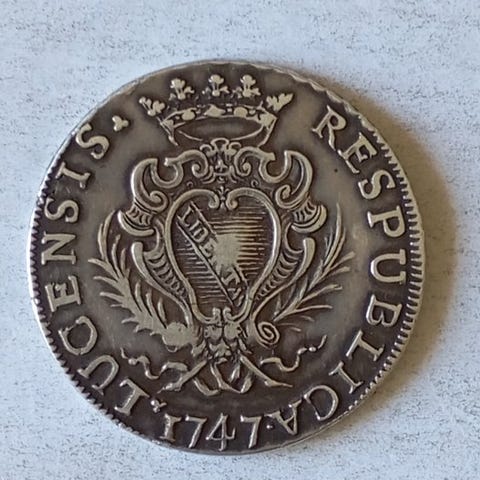 RESPUBLICA·
1747·
LUCENSIS·
LIBERTAS